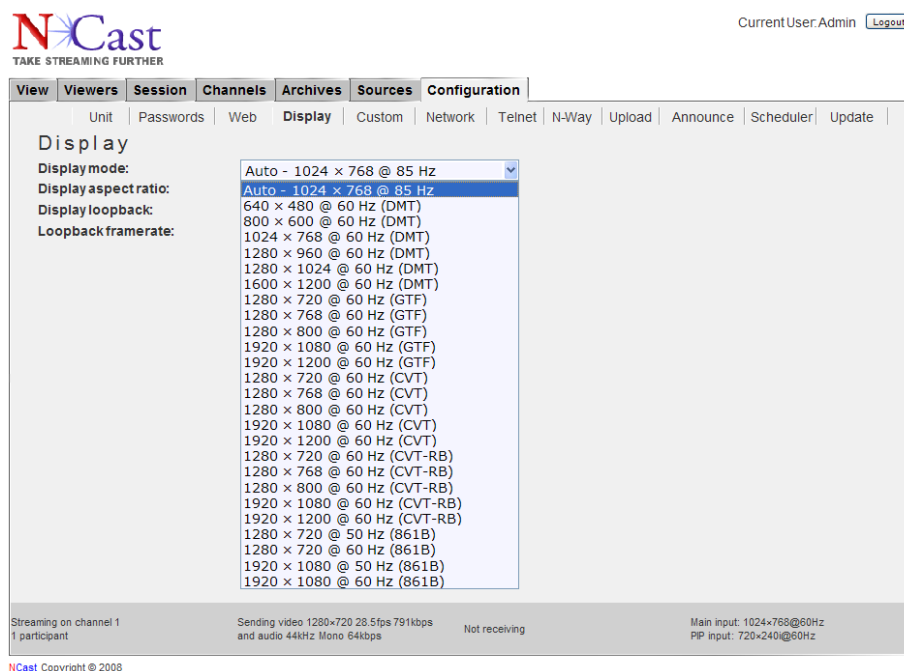 NCast
TAKE STREAMING FURTHER
Current User: Admin Logout
View Viewers Session Channels Archives Sources Configuration
Unit Passwords Web Display Custom Network Telnet N-Way Upload Announce Scheduler Update
Display
Display mode: Auto - 1024 × 768 @ 85 Hz
Display aspect ratio:
Display loopback:
Loopback framerate:
Auto - 1024 × 768 @ 85 Hz
640 × 480 @ 60 Hz (DMT)
800 × 600 @ 60 Hz (DMT)
1024 × 768 @ 60 Hz (DMT)
1280 × 960 @ 60 Hz (DMT)
1280 × 1024 @ 60 Hz (DMT)
1600 × 1200 @ 60 Hz (DMT)
1280 × 720 @ 60 Hz (GTF)
1280 × 768 @ 60 Hz (GTF)
1280 × 800 @ 60 Hz (GTF)
1920 × 1080 @ 60 Hz (GTF)
1920 × 1200 @ 60 Hz (GTF)
1280 × 720 @ 60 Hz (CVT)
1280 × 768 @ 60 Hz (CVT)
1280 × 800 @ 60 Hz (CVT)
1920 × 1080 @ 60 Hz (CVT)
1920 × 1200 @ 60 Hz (CVT)
1280 × 720 @ 60 Hz (CVT-RB)
1280 × 768 @ 60 Hz (CVT-RB)
1280 × 800 @ 60 Hz (CVT-RB)
1920 × 1080 @ 60 Hz (CVT-RB)
1920 × 1200 @ 60 Hz (CVT-RB)
1280 × 720 @ 50 Hz (861B)
1280 × 720 @ 60 Hz (861B)
1920 × 1080 @ 50 Hz (861B)
1920 × 1080 @ 60 Hz (861B)
Streaming on channel 1
1 participant
Sending video 1280×720 28.5fps 791kbps
and audio 44kHz Mono 64kbps
Not receiving
Main input: 1024×768@60Hz
PIP input: 720×240i@60Hz
NCast Copyright © 2008